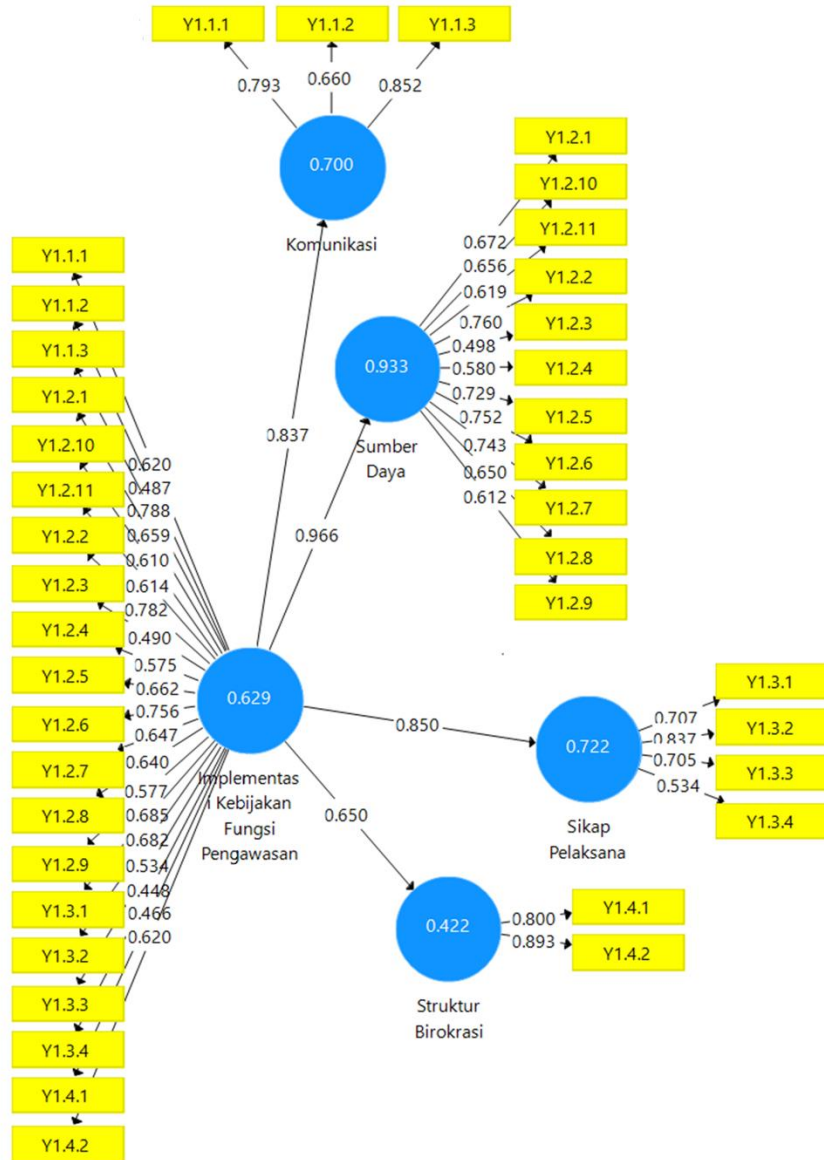 Y1.1.1
Y1.1.2
Y1.1.3
0.793
0.660
0.852
0.700
Komunikasi
Y1.2.1
Y1.2.10
Y1.2.11
Y1.2.2
Y1.2.3
Y1.2.4
Y1.2.5
Y1.2.6
Y1.2.7
Y1.2.8
Y1.2.9
0.672
0.656
0.619
0.760
0.498
0.580
0.729
0.752
0.743
0.650
0.612
0.933
Sumber
Daya
0.837
0.966
Y1.1.1
Y1.1.2
Y1.1.3
Y1.2.1
Y1.2.10
Y1.2.11
Y1.2.2
Y1.2.3
Y1.2.4
Y1.2.5
Y1.2.6
Y1.2.7
Y1.2.8
Y1.2.9
Y1.3.1
Y1.3.2
Y1.3.3
Y1.3.4
Y1.4.1
Y1.4.2
0.620
0.487
0.788
0.659
0.610
0.614
0.782
0.490
0.575
0.662
0.756
0.647
0.640
0.577
0.685
0.682
0.534
0.448
0.466
0.620
0.629
Implementas
i Kebijakan
Fungsi
Pengawasan
0.850
0.650
0.722
Sikap
Pelaksana
0.707
0.837
0.705
0.534
Y1.3.1
Y1.3.2
Y1.3.3
Y1.3.4
0.422
Struktur
Birokrasi
0.800
0.893
Y1.4.1
Y1.4.2